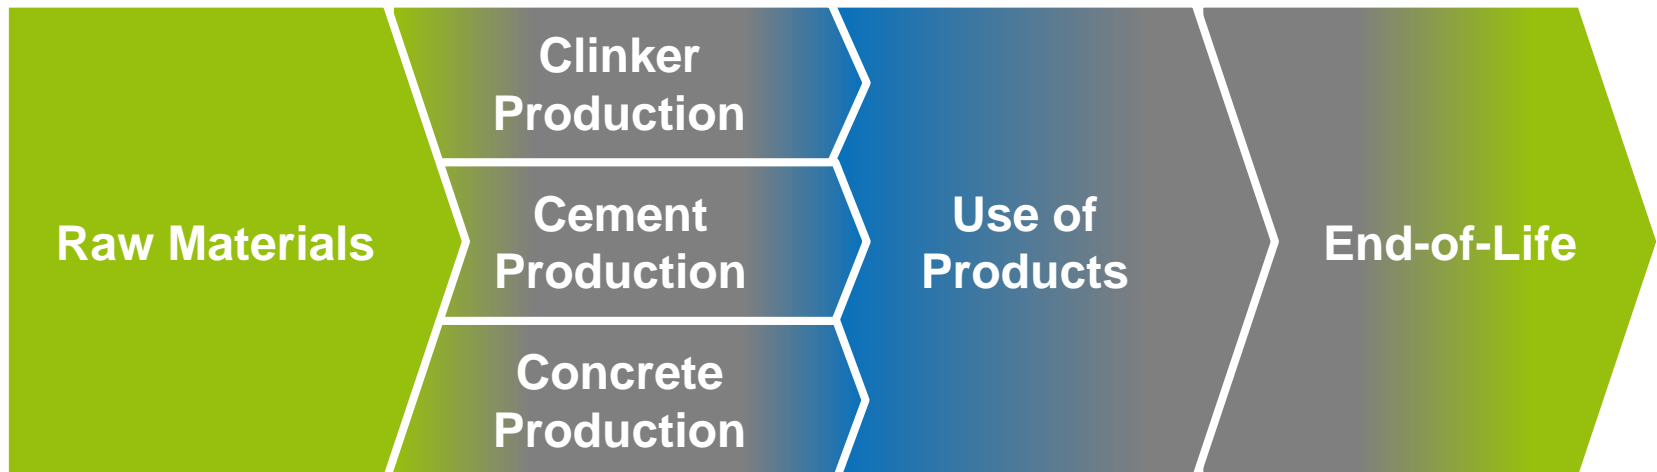 Raw Materials
Clinker
Production
Cement
Production
Concrete
Production
Use of
Products
End-of-Life